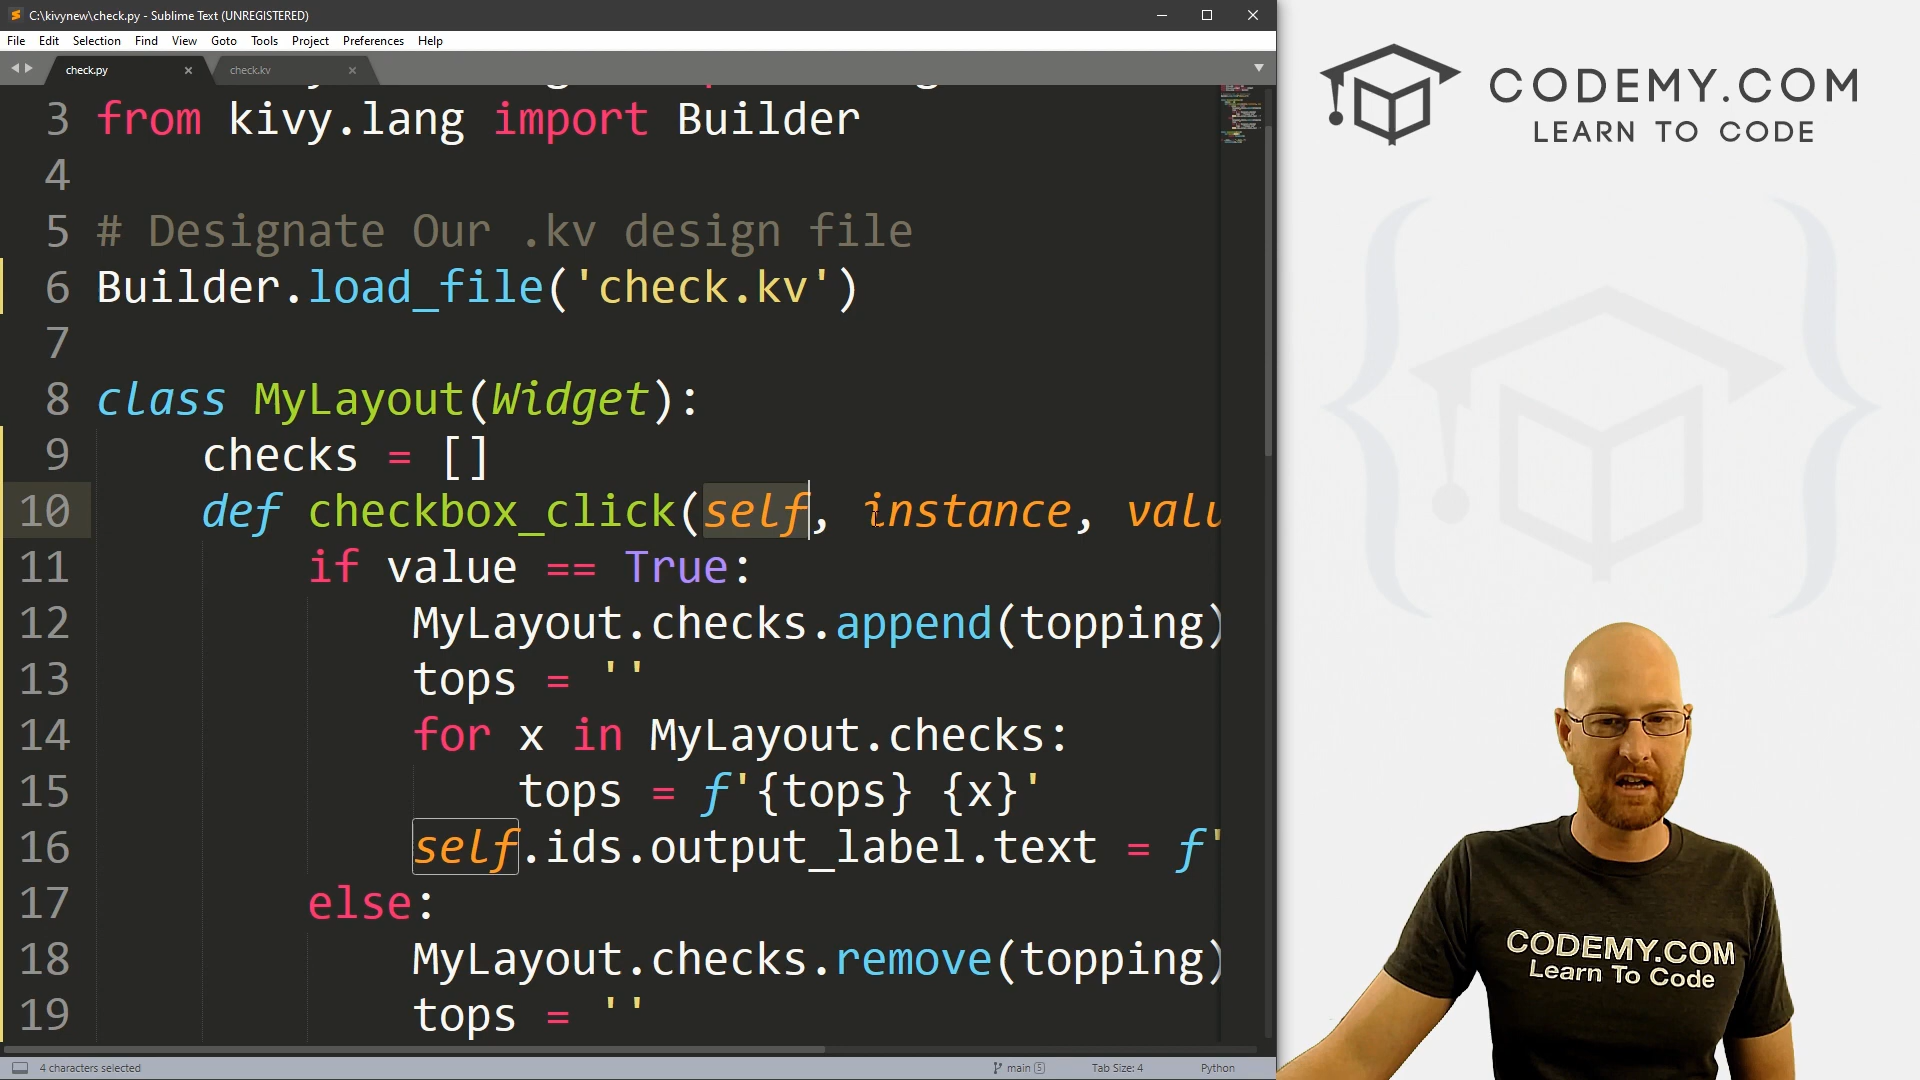 C:\kivynew\check.py - Sublime Text (UNREGISTERED)
File Edit Selection Find View Goto Tools Project Preferences Help
check.py
check.kv
3 from kivy.lang import Builder
4
5 # Designate Our .kv design file
6 Builder.load_file('check.kv')
7
8 class MyLayout(Widget):
9 checks = []
10 def checkbox_click(self, instance, valu
11 if value == True:
12 MyLayout.checks.append(topping)
13 tops = ''
14 for x in MyLayout.checks:
15 tops = f'{tops} {x}'
16 self.ids.output_label.text = f'
17 else:
18 MyLayout.checks.remove(topping)
19 tops = ''
4 characters selected
main 5
Tab Size: 4
Python
CODEMY.COM
LEARN TO CODE
CODEMY.COM
Learn To Code